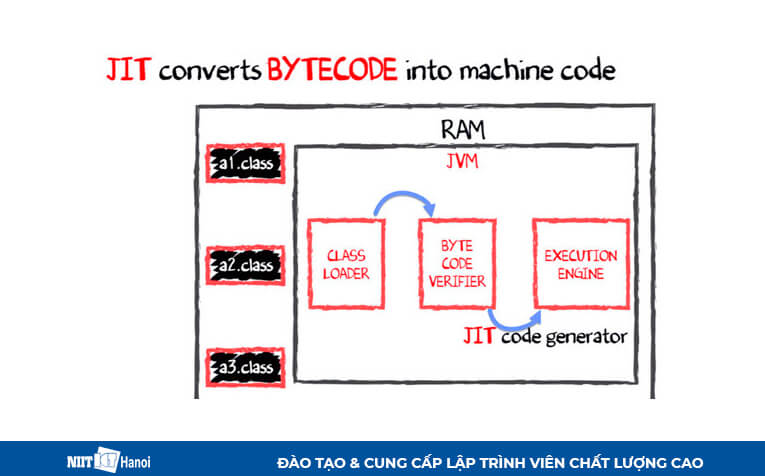 JIT converts BYTECODE into machine code
RAM
JVM
a1.class
a2.class
a3.class
CLASS
LOADER
BYTE
CODE
VERIFIER
EXECUTION
ENGINE
JIT code generator
NIIT ICT Hanoi
ĐÀO TẠO & CUNG CẤP LẬP TRÌNH VIÊN CHẤT LƯỢNG CAO